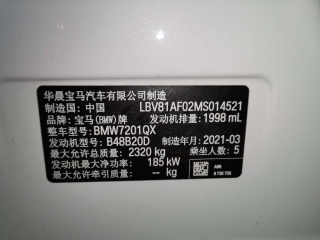 华晨宝马汽车有限公司制造
制造国：中国 LBV81AF02MS014521
品牌：宝马(BMW)牌 发动机排量：1998 mL
整车型号：BMW7201QX
发动机型号：B48B20D 制造年月：2021-03
最大允许总质量：2320 kg 乘坐人数：5
发动机最大净功率：185 kW A96
最大允许牵引质量：-- kg